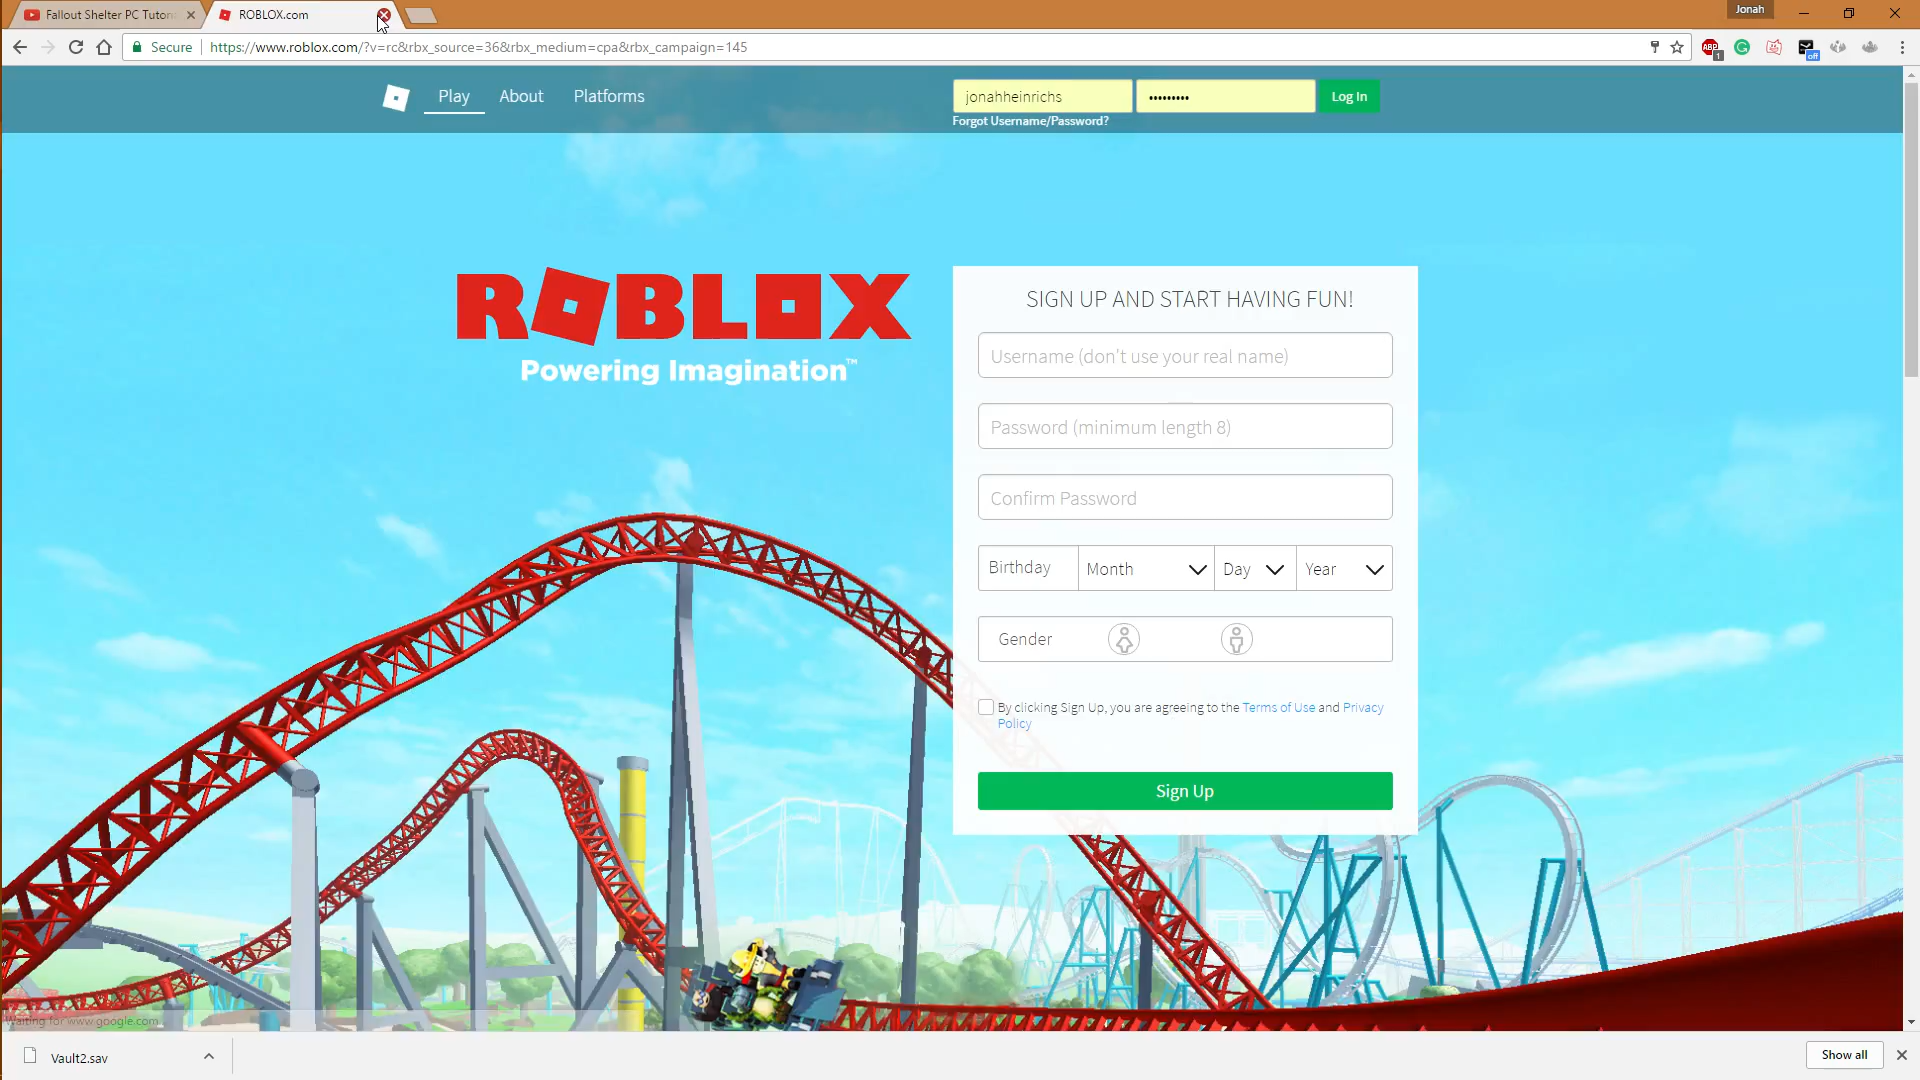 Fallout Shelter PC Tutori
ROBLOX.com
Jonah
Secure
https://www.roblox.com/?v=rc&rbx_source=36&rbx_medium=cpa&rbx_campaign=145
ABP
1
off
Play
About
Platforms
jonahheinrichs
•••••••••
Log In
Forgot Username/Password?
ROBLOX
Powering Imagination™
SIGN UP AND START HAVING FUN!
Username (don't use your real name)
Password (minimum length 8)
Confirm Password
Birthday
Month
Day
Year
Gender
By clicking Sign Up, you are agreeing to the Terms of Use and Privacy
Policy
Sign Up
Waiting for www.google.com
Vault2.sav
Show all